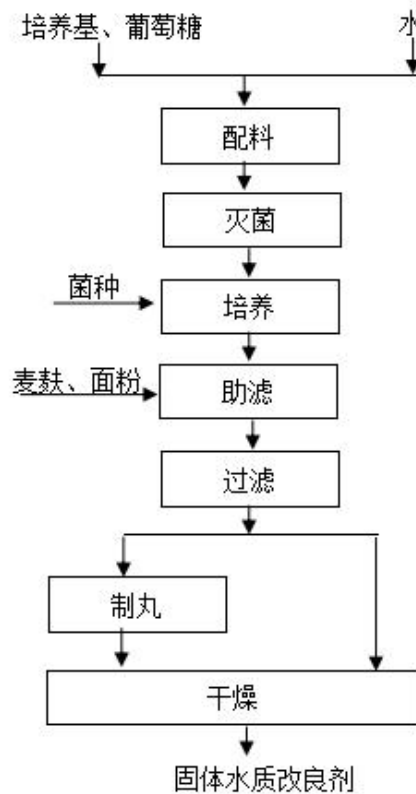 培养基、葡萄糖
水
配料
灭菌
菌种
培养
麦麸、面粉
助滤
过滤
制丸
干燥
固体水质改良剂